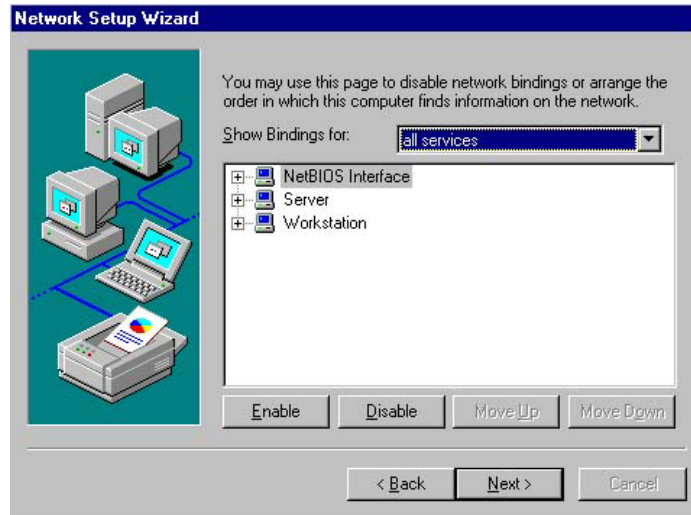 Network Setup Wizard
You may use this page to disable network bindings or arrange the
order in which this computer finds information on the network.
Show Bindings for: all services
NetBIOS Interface
Server
Workstation
Enable Disable Move Up Move Down
< Back Next > Cancel